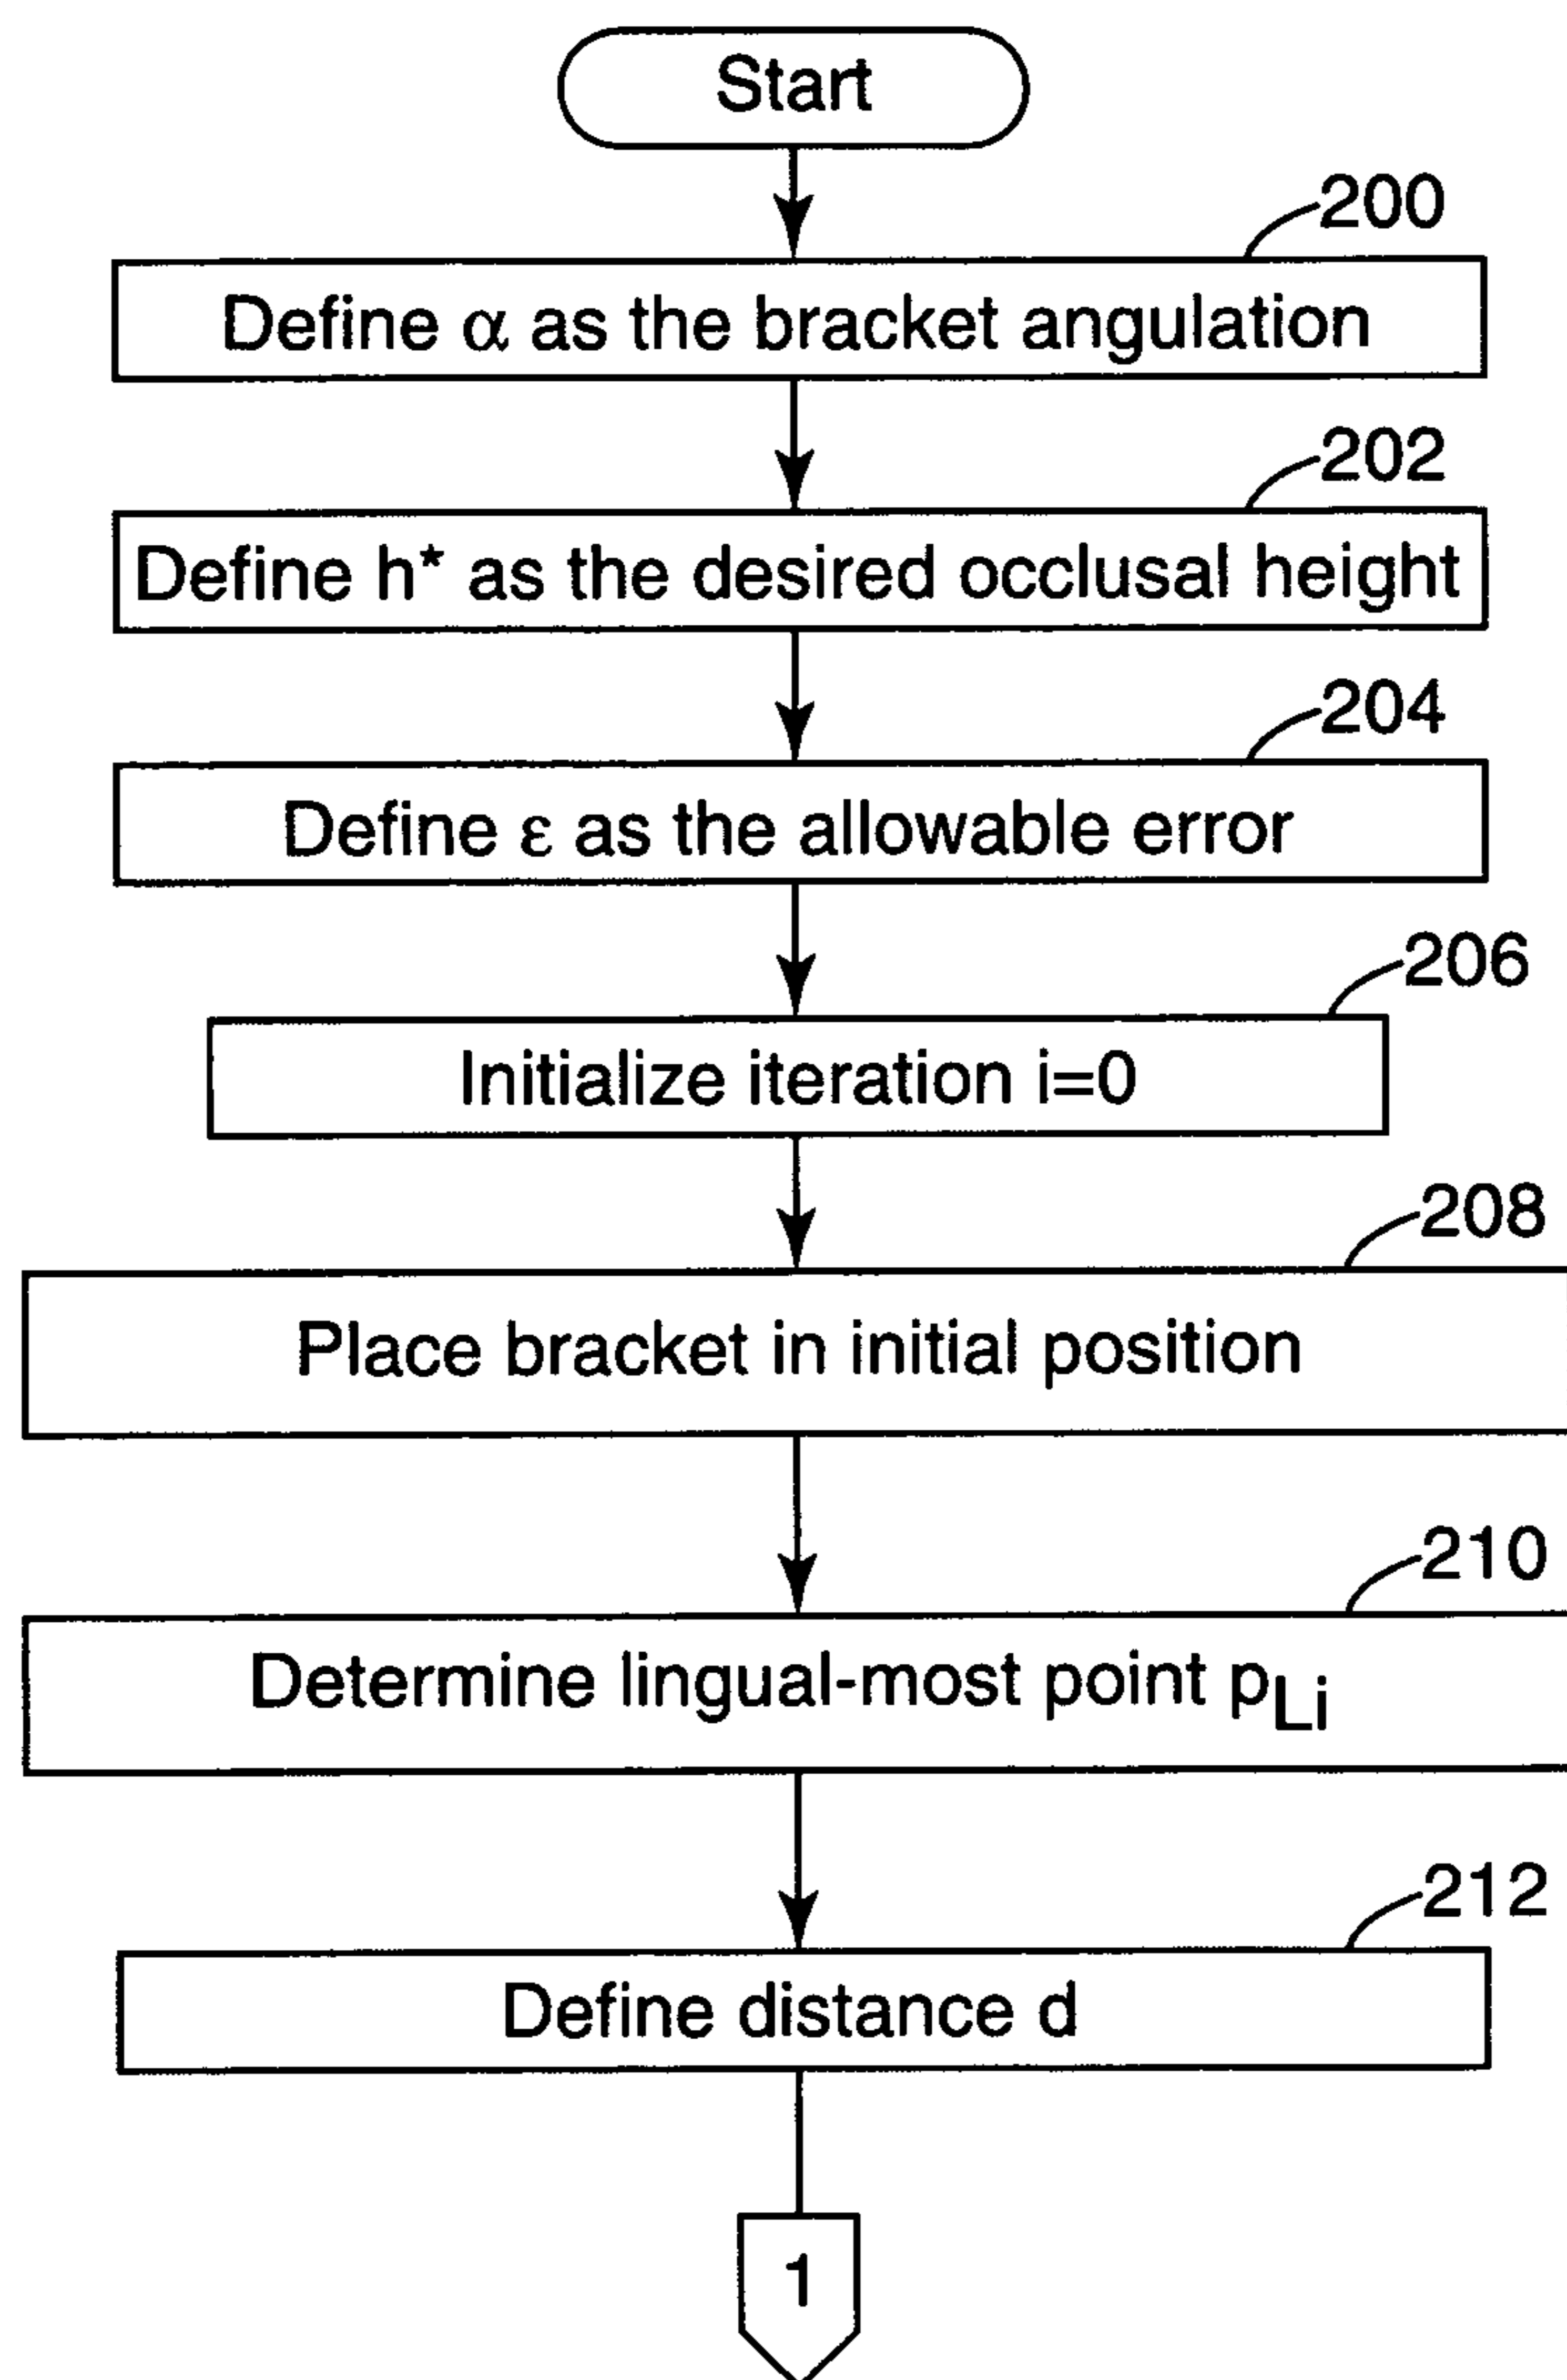 Start
200
Define α as the bracket angulation
202
Define h* as the desired occlusal height
204
Define ε as the allowable error
206
Initialize iteration i=0
208
Place bracket in initial position
210
Determine lingual-most point pLi
212
Define distance d
1